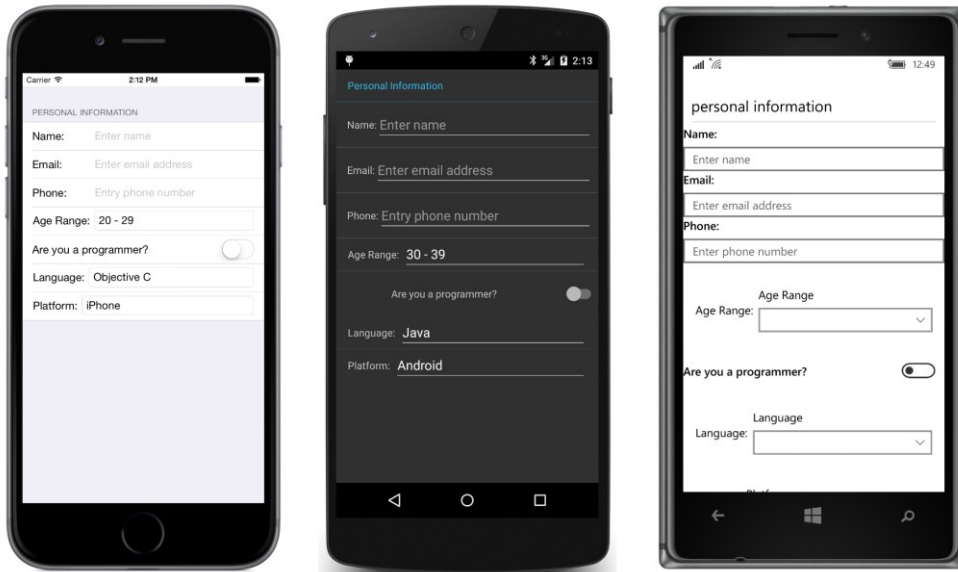 Carrier 2:12 PM
PERSONAL INFORMATION
Name: Enter name
Email: Enter email address
Phone: Entry phone number
Age Range: 20 - 29
Are you a programmer?
Language: Objective C
Platform: iPhone
3G 2:13
Personal Information
Name: Enter name
Email: Enter email address
Phone: Entry phone number
Age Range: 30 - 39
Are you a programmer?
Language: Java
Platform: Android
12:49
personal information
Name:
Enter name
Email:
Enter email address
Phone:
Enter phone number
Age Range
Age Range:
Are you a programmer?
Language
Language: